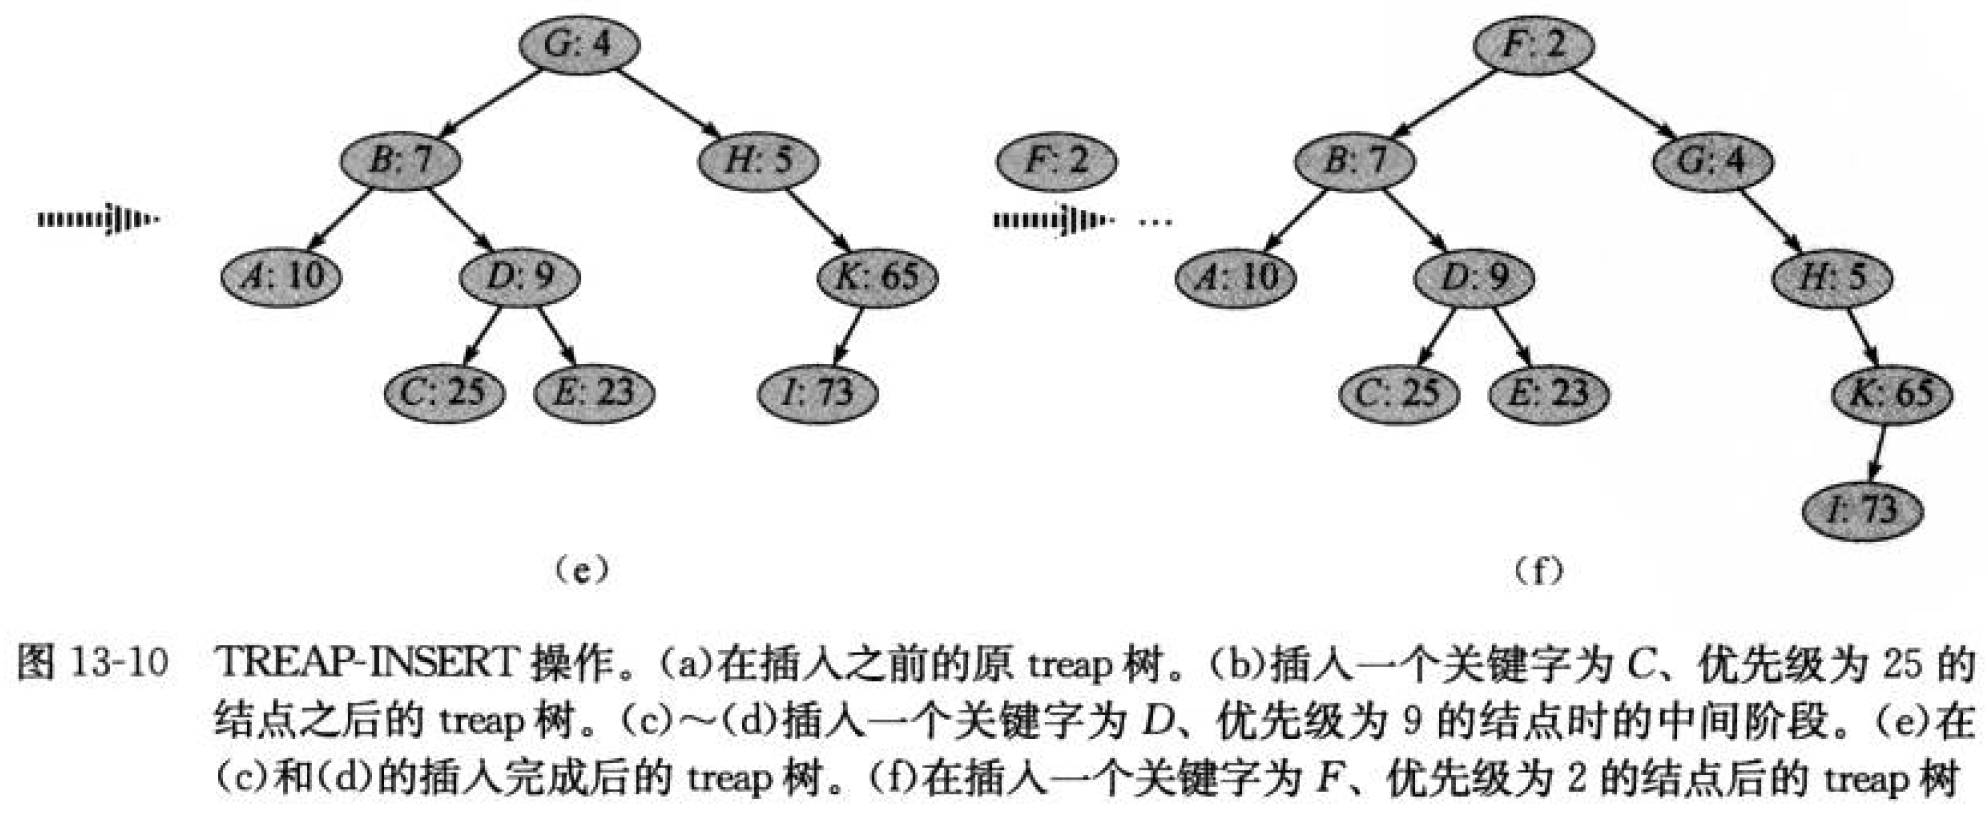 G: 4 F: 2
B: 7 H: 5 F: 2 B: 7 G: 4
...
A: 10 D: 9 K: 65 A: 10 D: 9 H: 5
C: 25 E: 23 I: 73 C: 25 E: 23 K: 65
I: 73
(e) (f)
图 13-10 TREAP-INSERT 操作。(a)在插入之前的原 treap 树。(b)插入一个关键字为 C、优先级为 25 的
结点之后的 treap 树。(c)～(d)插入一个关键字为 D、优先级为 9 的结点时的中间阶段。(e)在
(c)和(d)的插入完成后的 treap 树。(f)在插入一个关键字为 F、优先级为 2 的结点后的 treap 树